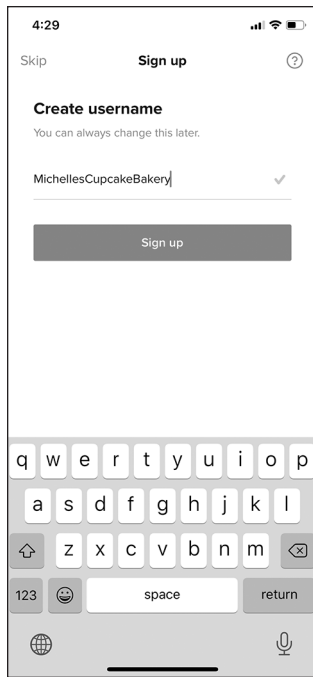 4:29
Skip Sign up ?
Create username
You can always change this later.
MichellesCupcakeBakery
Sign up
q w e r t y u i o p
a s d f g h j k l
z x c v b n m
123 space return